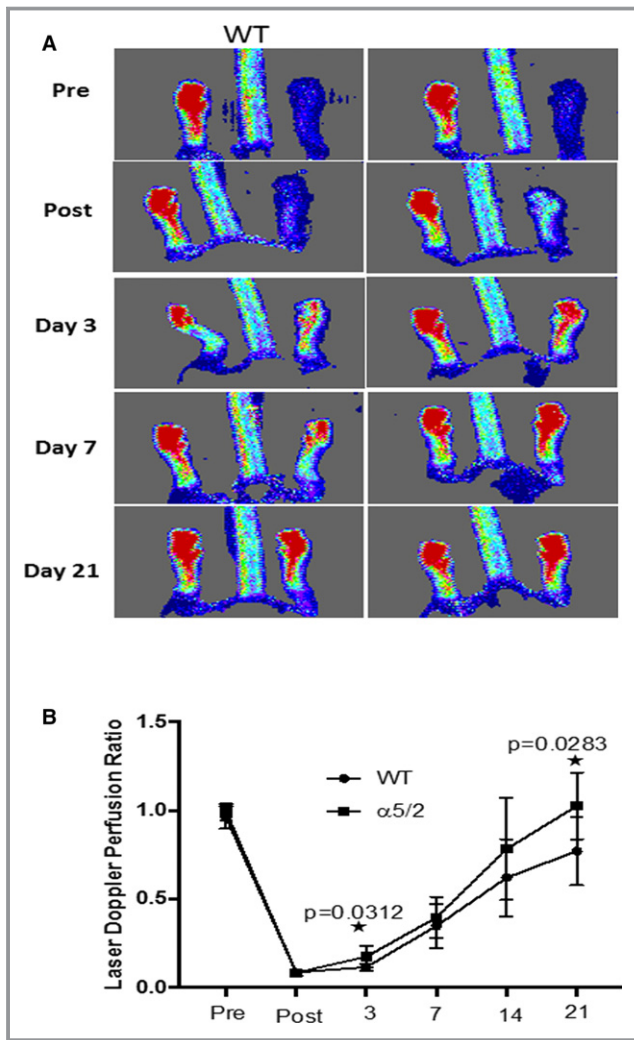 A
WT
Pre
Post
Day 3
Day 7
Day 21
B
Laser Doppler Perfusion Ratio
1.5
1.0
0.5
0.0
WT
α5/2
p=0.0312
★
p=0.0283
★
Pre Post 3 7 14 21